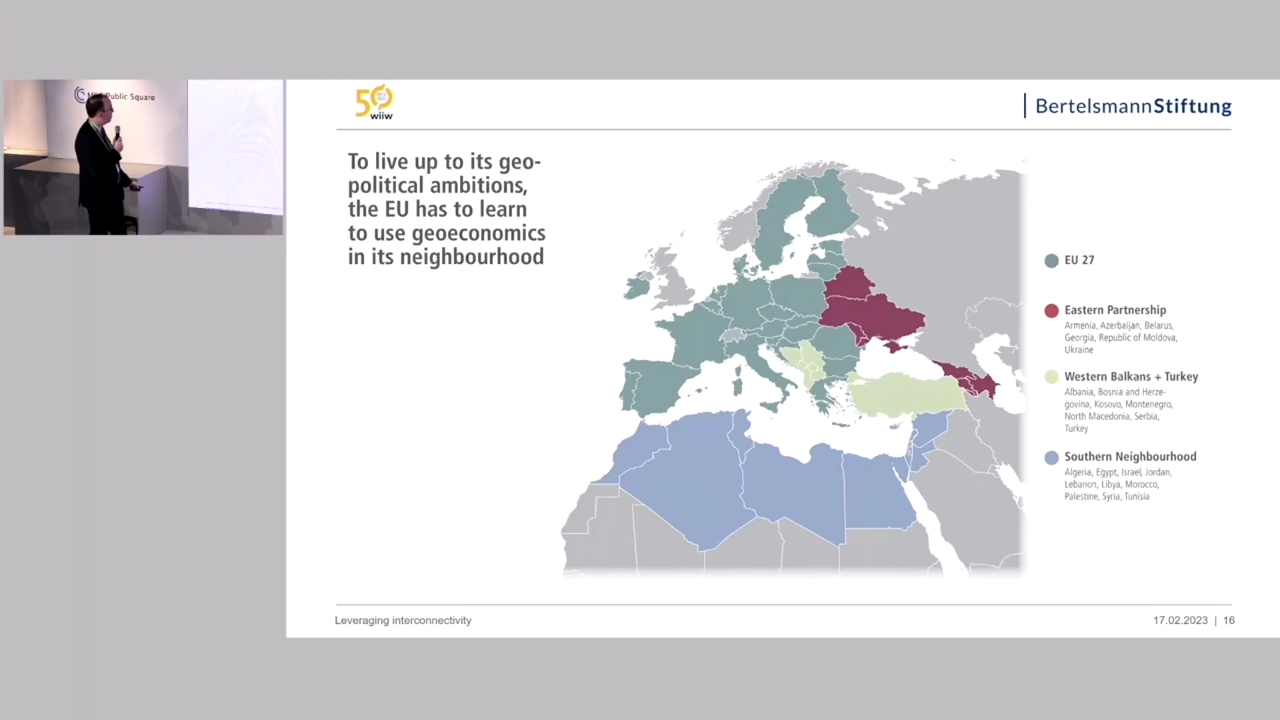 Public Square
50
wiiw
BertelsmannStiftung
To live up to its geo-
political ambitions,
the EU has to learn
to use geoeconomics
in its neighbourhood
EU 27
Eastern Partnership
Armenia, Azerbaijan, Belarus,
Georgia, Republic of Moldova,
Ukraine
Western Balkans + Turkey
Albania, Bosnia and Herze-
govina, Kosovo, Montenegro,
North Macedonia, Serbia,
Turkey
Southern Neighbourhood
Algeria, Egypt, Israel, Jordan,
Lebanon, Libya, Morocco,
Palestine, Syria, Tunisia
Leveraging interconnectivity
17.02.2023 | 16